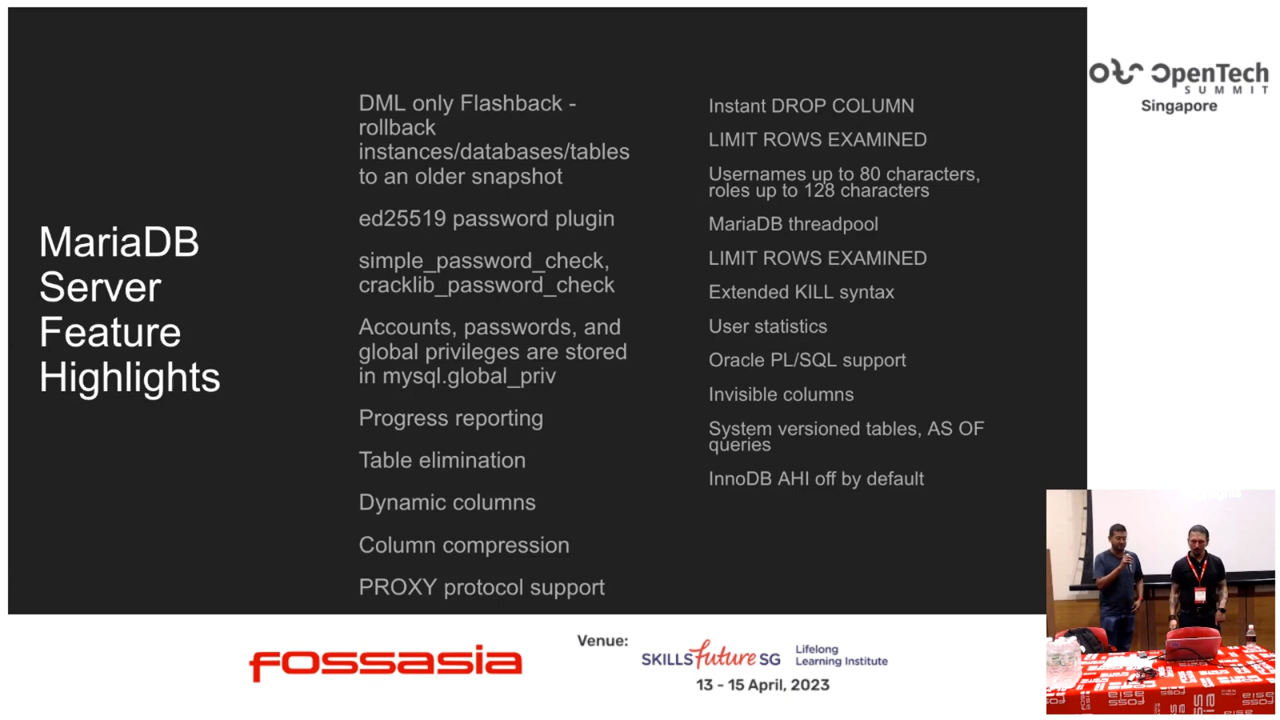 MariaDB
Server
Feature
Highlights
DML only Flashback -
rollback
instances/databases/tables
to an older snapshot
ed25519 password plugin
simple_password_check,
cracklib_password_check
Accounts, passwords, and
global privileges are stored
in mysql.global_priv
Progress reporting
Table elimination
Dynamic columns
Column compression
PROXY protocol support
Instant DROP COLUMN
LIMIT ROWS EXAMINED
Usernames up to 80 characters,
roles up to 128 characters
MariaDB threadpool
LIMIT ROWS EXAMINED
Extended KILL syntax
User statistics
Oracle PL/SQL support
Invisible columns
System versioned tables, AS OF
queries
InnoDB AHI off by default
OpenTech
SUMMIT
Singapore
FOSSASIA
Venue:
SKILLS future SG
Lifelong
Learning Institute
13 - 15 April, 2023